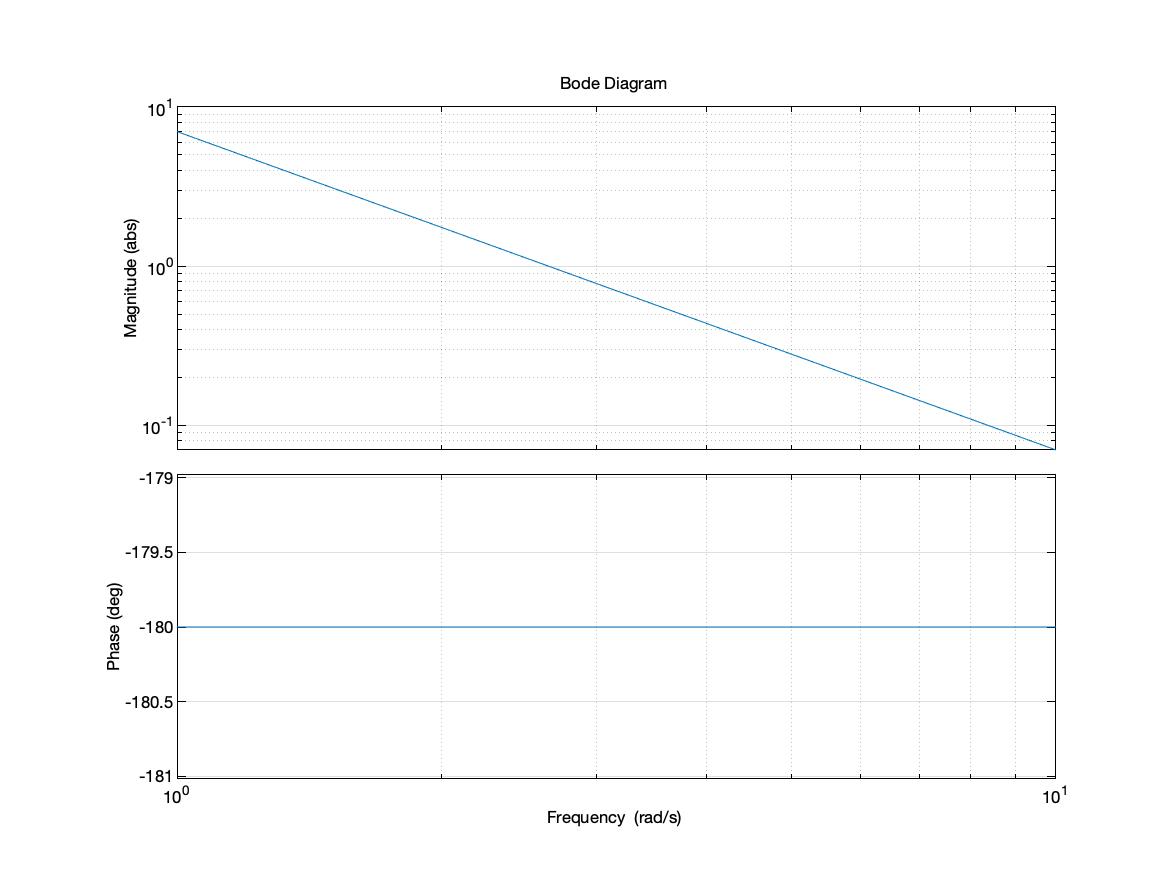 Bode Diagram
10^1
10^0
10^-1
Magnitude (abs)
-179
-179.5
-180
-180.5
-181
Phase (deg)
10^0
10^1
Frequency (rad/s)